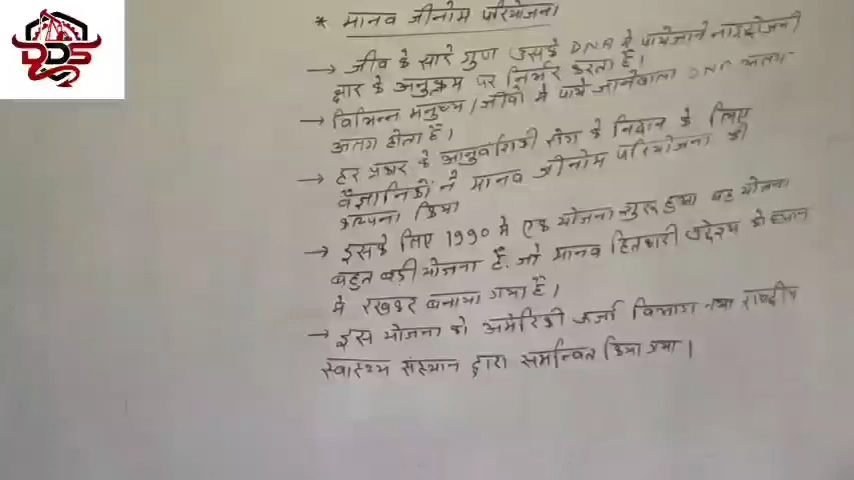 DDS
* मानव जीनोम परियोजना
→ जीव के सारे गुण उसके DNA मे पायेजाने नाइट्रोजनी
क्षार के अनुक्रम पर निर्भर करता है।
→ विभिन्न मनुष्य / जीवों मे पाये जानेवाला DNA अलग-
अलग होता है।
→ हर प्रकार के आनुवांशिकी रोग के निदान के लिए
वैज्ञानिकों ने मानव जीनोम परियोजना की
कल्पना किया
→ इसके लिए 1990 मे एक योजना शुरू हुआ यह योजना
बहुत बड़ी योजना है. जो मानव हितकारी उद्देश्य को ध्यान
मे रखकर बनाया गया है।
→ इस योजना को अमेरिकी ऊर्जा विभाग तथा राष्ट्रीय
स्वास्थ्य संस्थान द्वारा समन्वित किया गया।